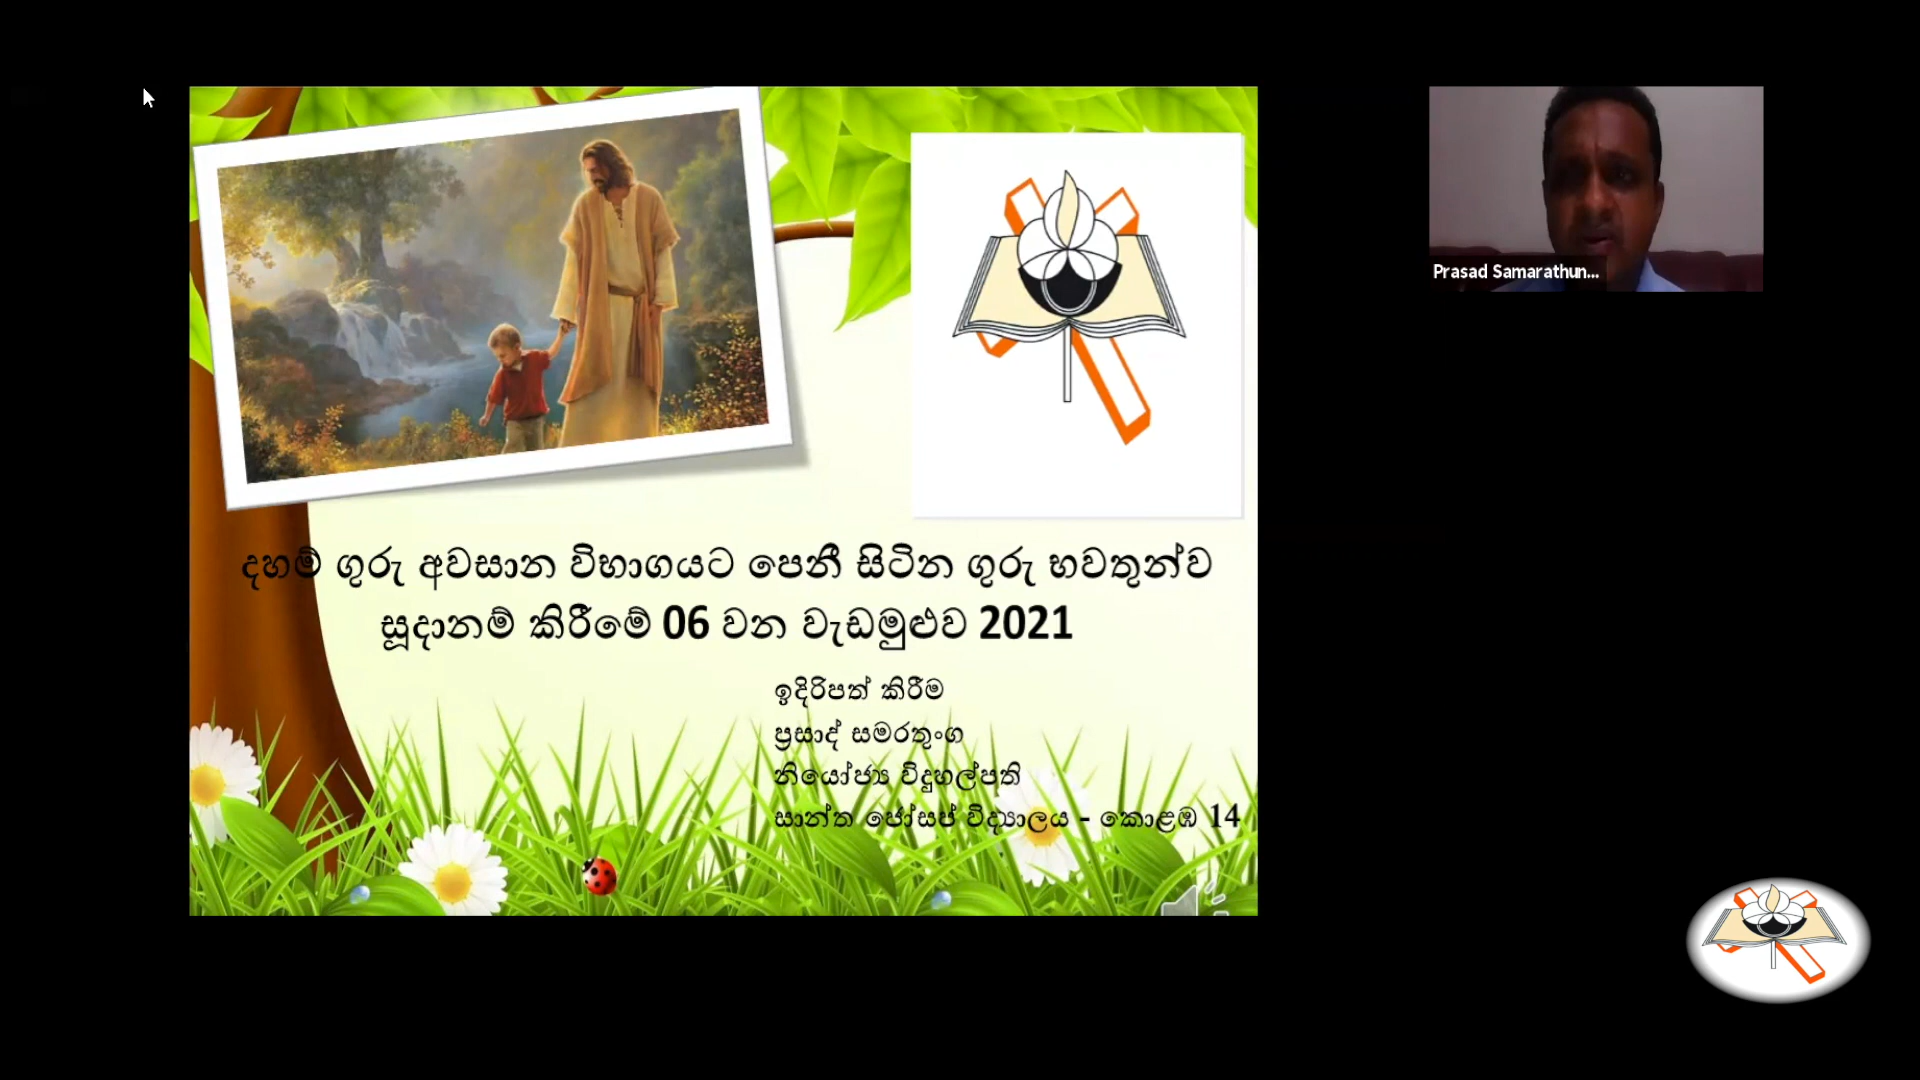 දහම් ගුරු අවසාන විභාගයට පෙනී සිටින ගුරු භවතුන්ව
සූදානම් කිරීමේ 06 වන වැඩමුළුව 2021
ඉදිරිපත් කිරීම
ප්‍රසාද් සමරතුංග
නියෝජ්‍ය විදුහල්පති
සාන්ත ජෝසප් විද්‍යාලය - කොළඹ 14
Prasad Samarathun...